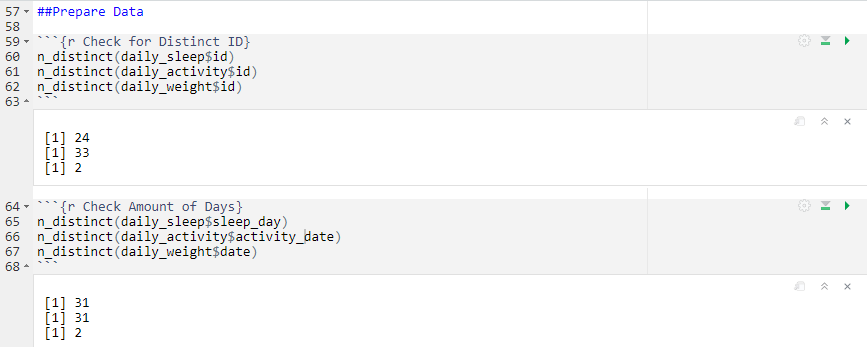 57 ##Prepare Data
58
59 ```{r Check for Distinct ID}
60 n_distinct(daily_sleep$id)
61 n_distinct(daily_activity$id)
62 n_distinct(daily_weight$id)
63 ```
[1] 24
[1] 33
[1] 2
64 ```{r Check Amount of Days}
65 n_distinct(daily_sleep$sleep_day)
66 n_distinct(daily_activity$activity_date)
67 n_distinct(daily_weight$date)
68 ```
[1] 31
[1] 31
[1] 2